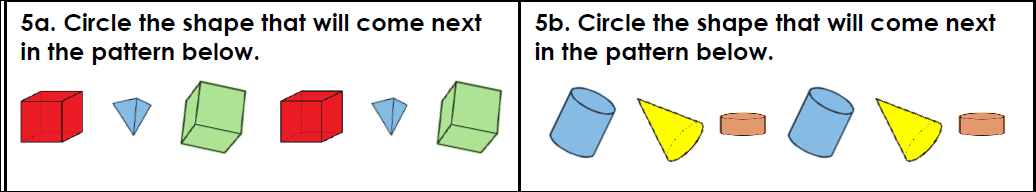 5a. Circle the shape that will come next
in the pattern below.
5b. Circle the shape that will come next
in the pattern below.